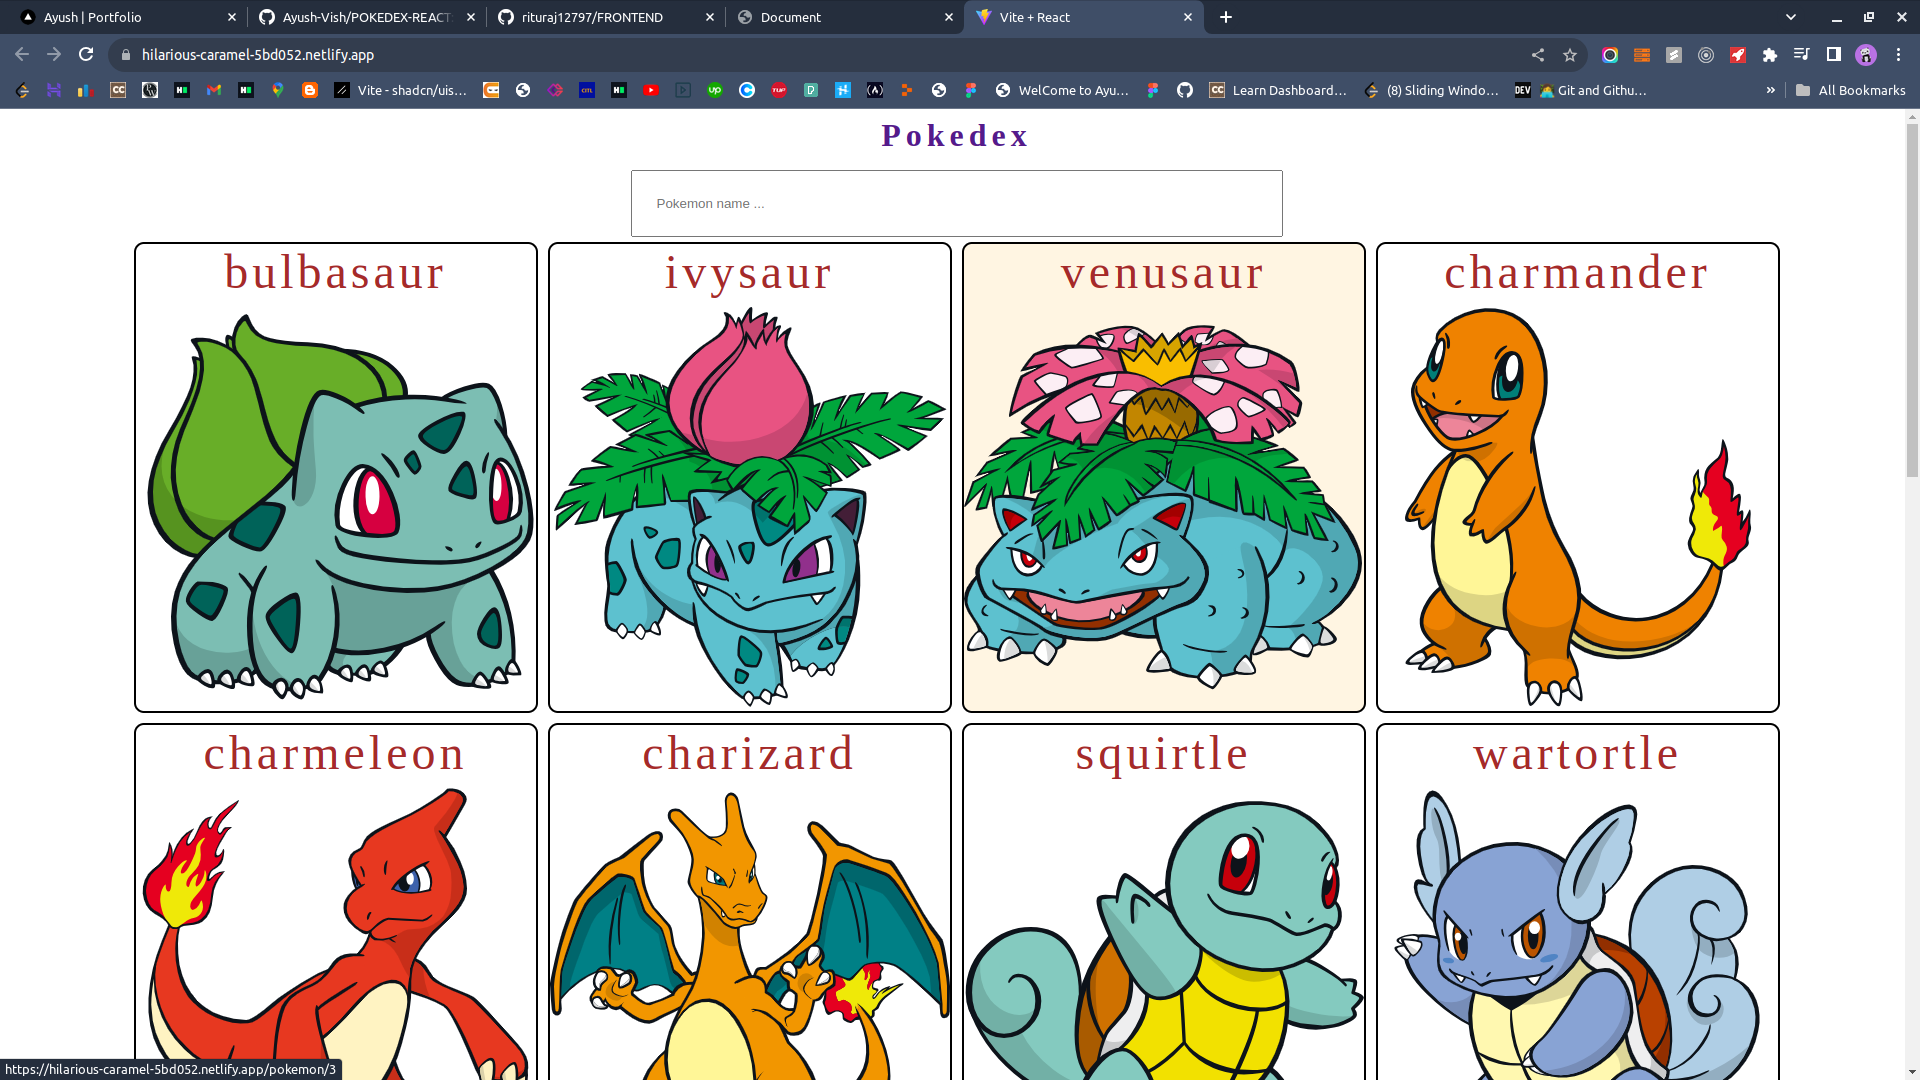 Ayush | Portfolio
Ayush-Vish/POKEDEX-REACT:
rituraj12797/FRONTEND
Document
Vite + React
hilarious-caramel-5bd052.netlify.app
Vite - shadcn/uis...
WelCome to Ayu...
Learn Dashboard...
(8) Sliding Windo...
DEV
Git and Githu...
»
All Bookmarks
Pokedex
Pokemon name ...
bulbasaur
ivysaur
venusaur
charmander
charmeleon
charizard
squirtle
wartortle
https://hilarious-caramel-5bd052.netlify.app/pokemon/3